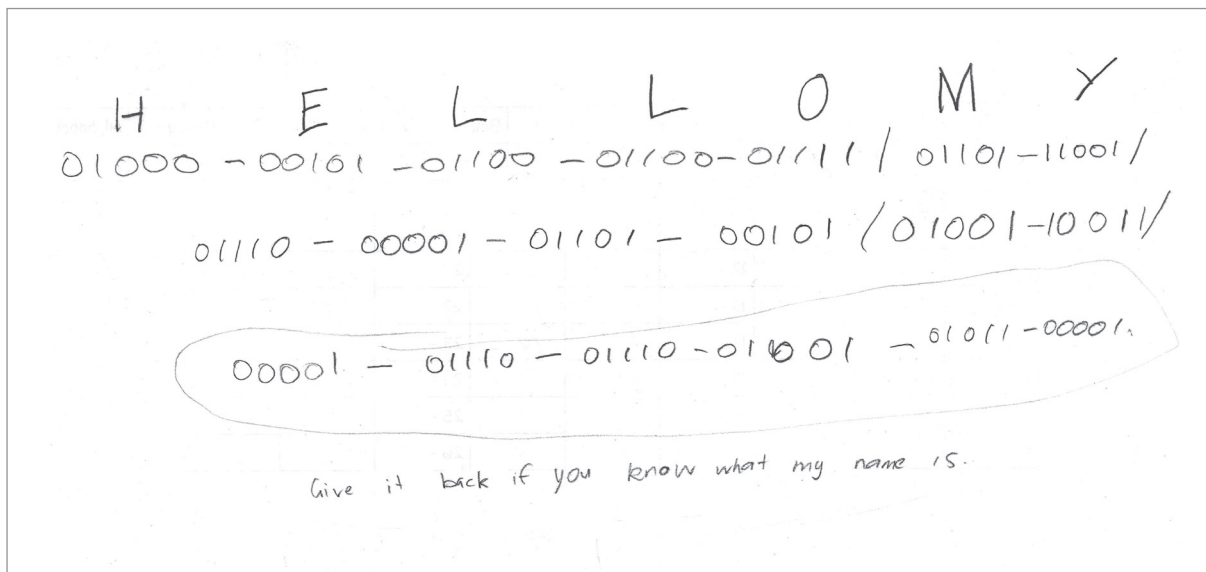 H E L L O M Y
01000 - 00101 - 01100 - 01100 - 01111 / 01101 - 11001 /
01110 - 00001 - 01101 - 00101 / 01001 - 10011 /
00001 - 01110 - 01110 - 01001 - 01011 - 00001.
Give it back if you know what my name is.